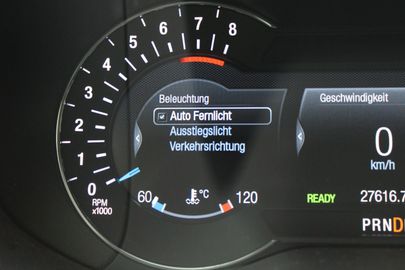 8
7
6
5
4
3
2
1
0
RPM
x1000
Beleuchtung
Auto Fernlicht
Ausstiegslicht
Verkehrsrichtung
60 °C 120
Geschwindigkeit
0
km/h
READY 27616.7
PRND